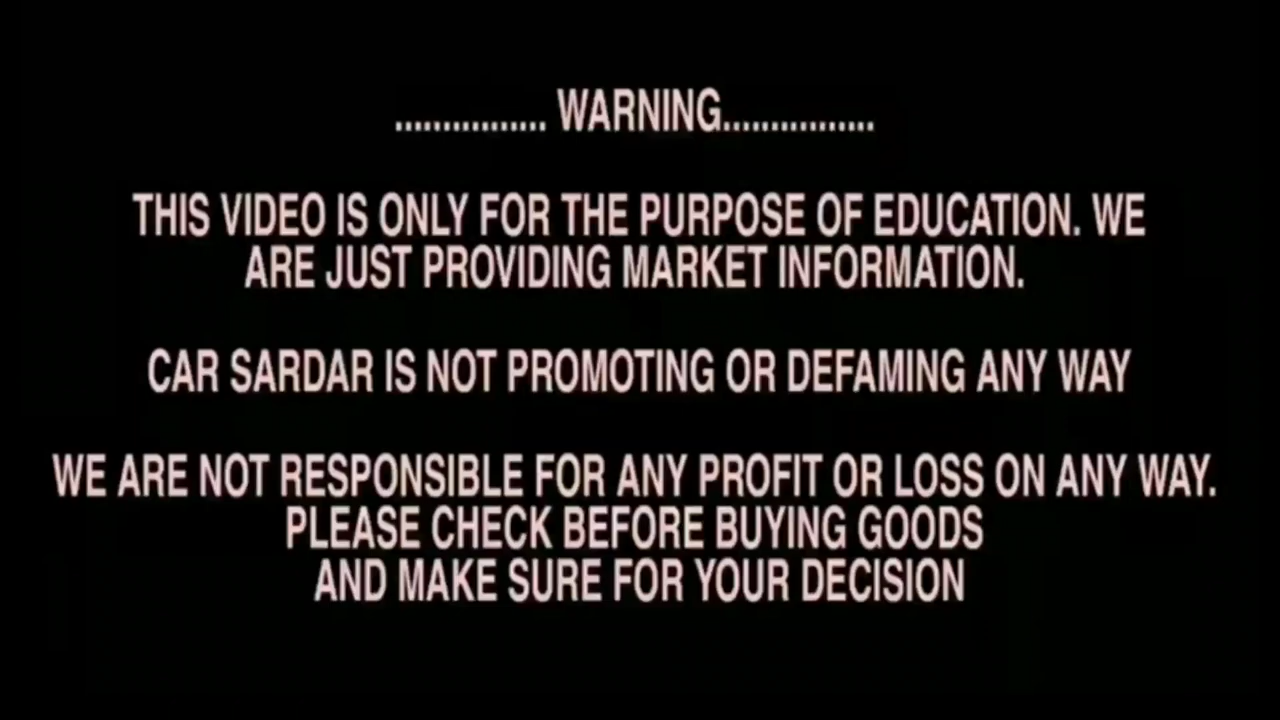 ................ WARNING................
THIS VIDEO IS ONLY FOR THE PURPOSE OF EDUCATION. WE
ARE JUST PROVIDING MARKET INFORMATION.
CAR SARDAR IS NOT PROMOTING OR DEFAMING ANY WAY
WE ARE NOT RESPONSIBLE FOR ANY PROFIT OR LOSS ON ANY WAY.
PLEASE CHECK BEFORE BUYING GOODS
AND MAKE SURE FOR YOUR DECISION